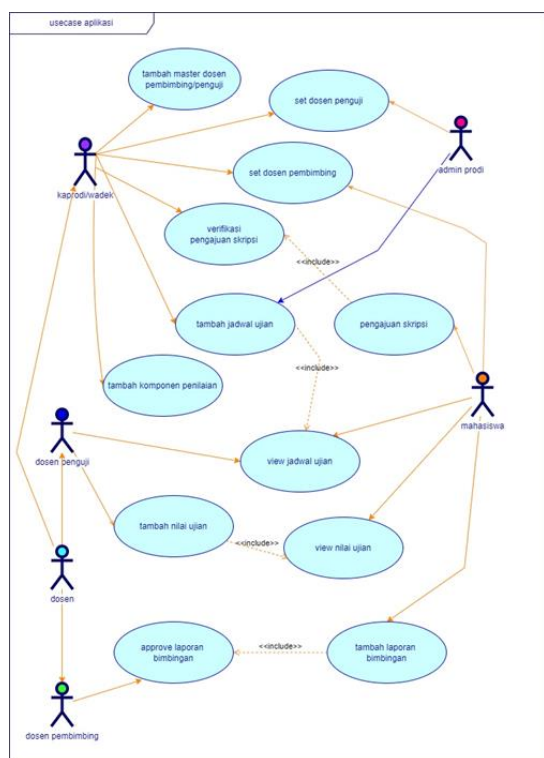 usecase aplikasi
tambah master dosen
pembimbing/penguji
set dosen penguji
admin prodi
kaprodi/wadek
set dosen pembimbing
verifikasi
pengajuan skripsi
<<include>>
tambah jadwal ujian
pengajuan skripsi
<<include>>
tambah komponen penilaian
mahasiswa
dosen penguji
view jadwal ujian
tambah nilai ujian
<<include>>
view nilai ujian
dosen
approve laporan
bimbingan
<<include>>
tambah laporan
bimbingan
dosen pembimbing